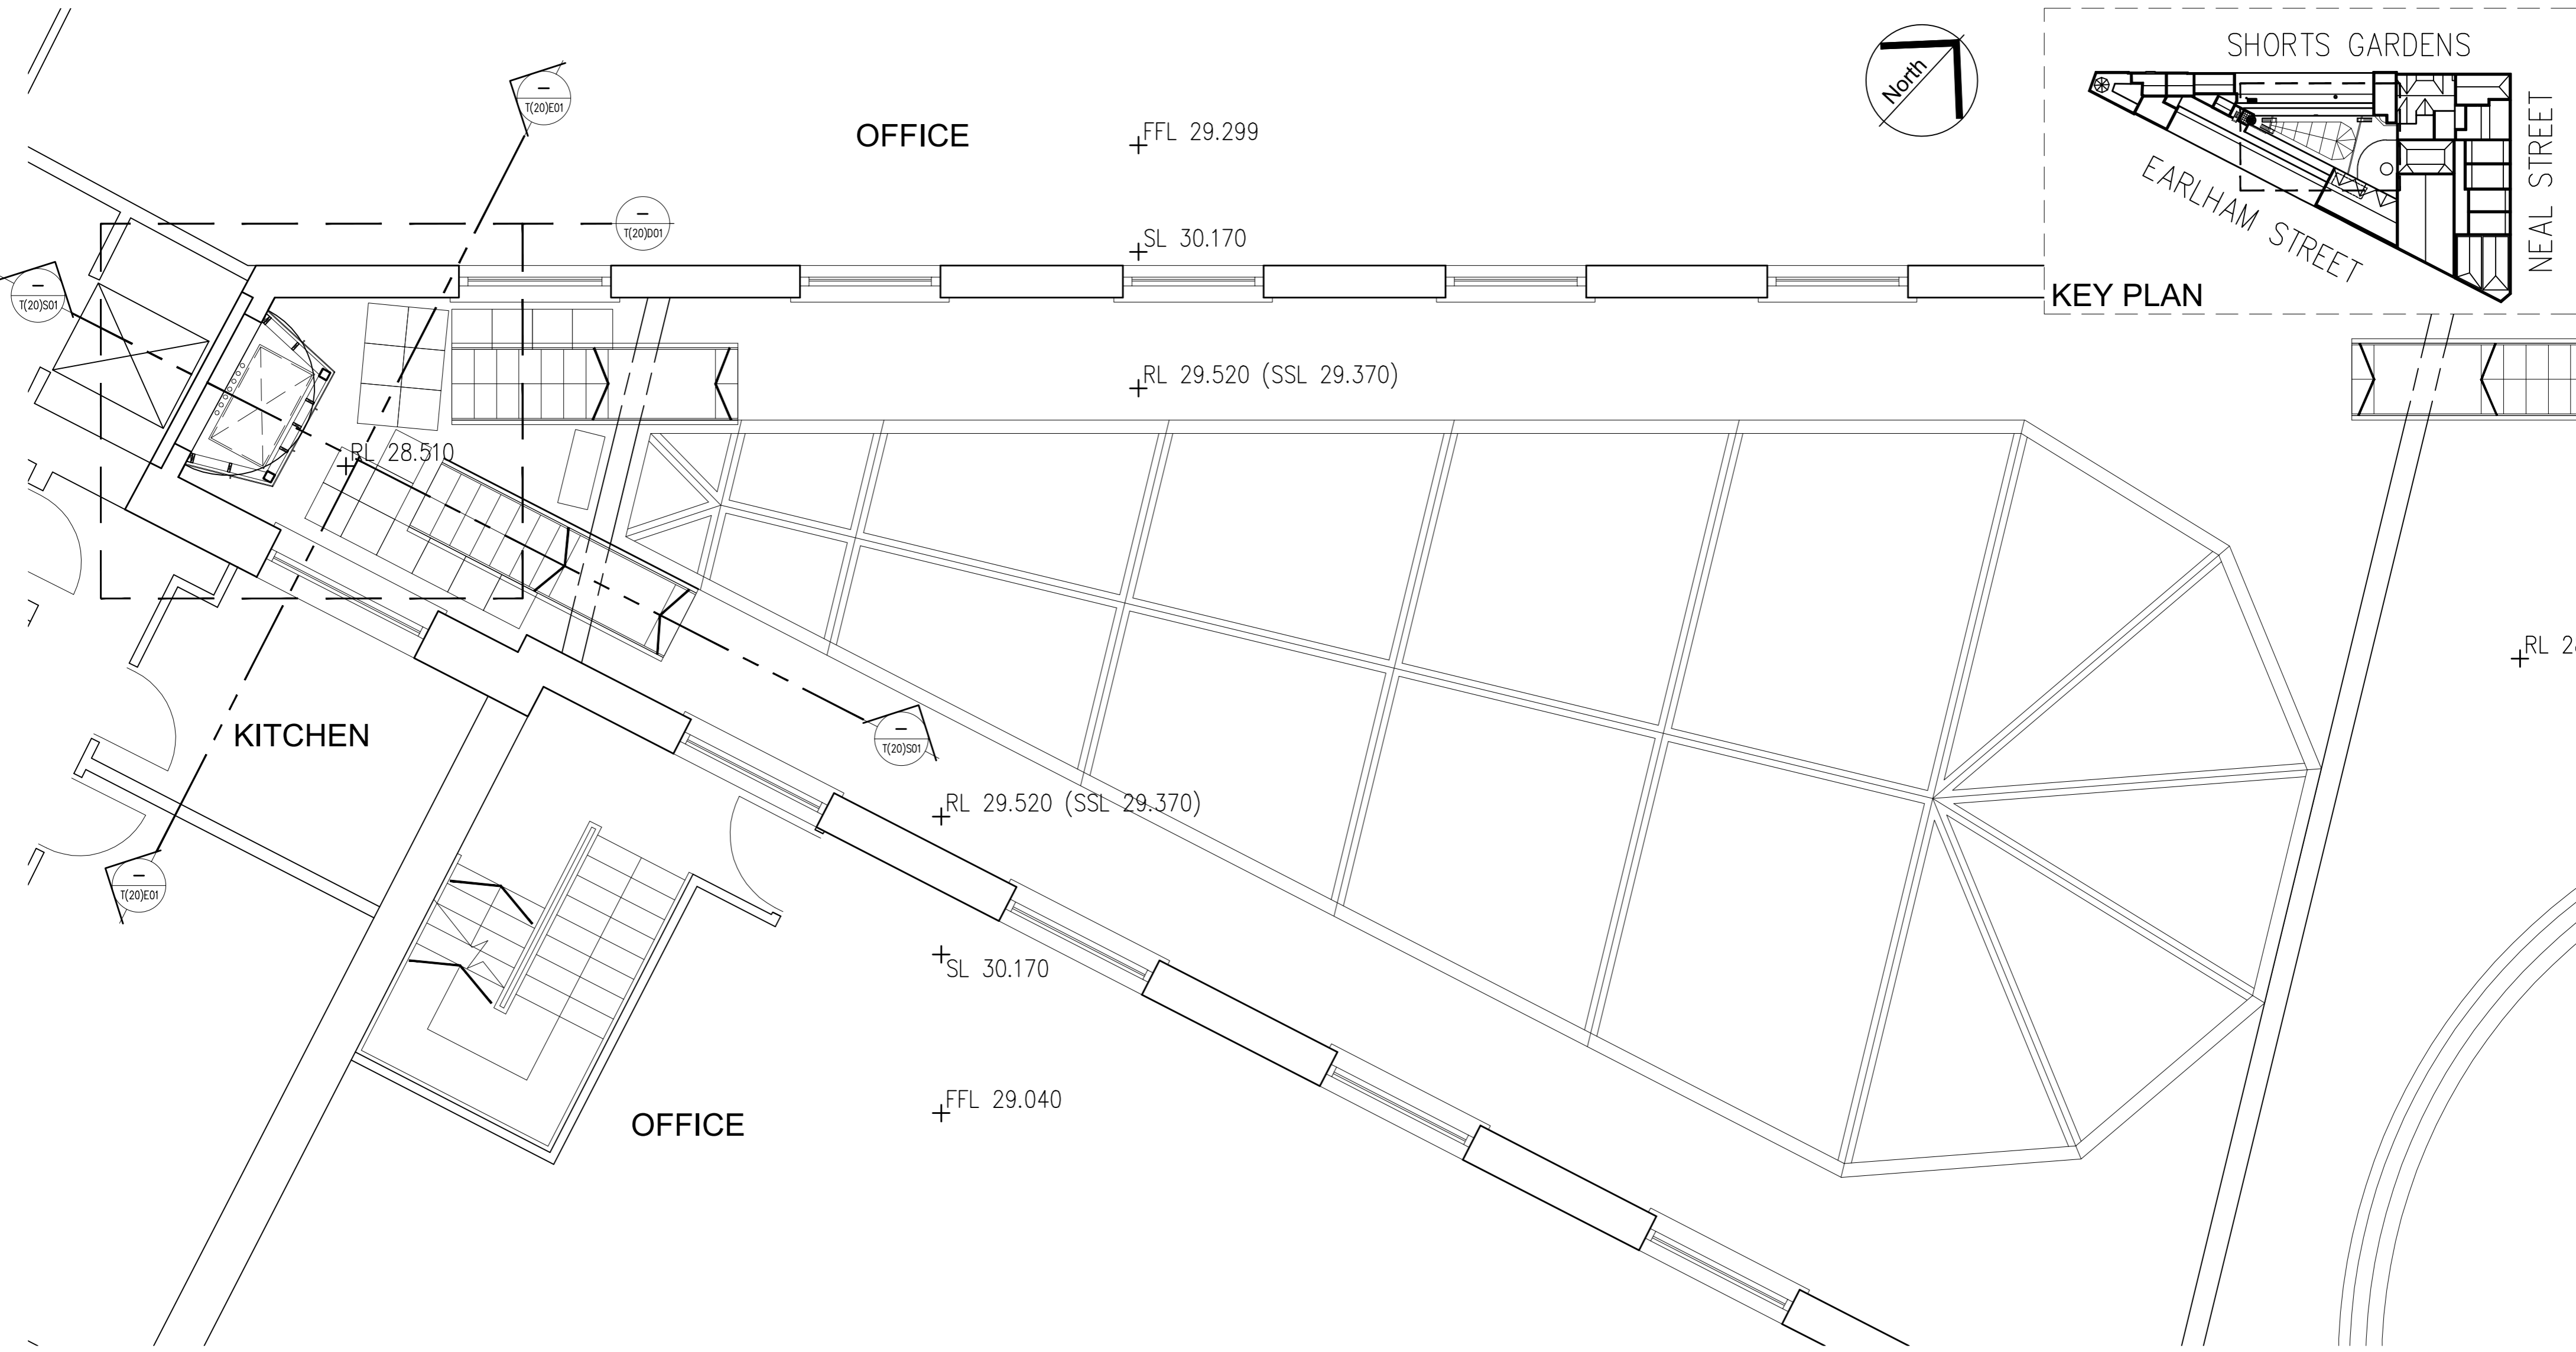 SHORTS GARDENS
North
NEAL STREET
EARLHAM STREET
KEY PLAN
–
T(20)E01
OFFICE
FFL 29.299
–
T(20)D01
SL 30.170
–
T(20)S01
RL 29.520 (SSL 29.370)
RL 28.510
RL
KITCHEN
–
T(20)S01
RL 29.520 (SSL 29.370)
–
T(20)E01
SL 30.170
FFL 29.040
OFFICE